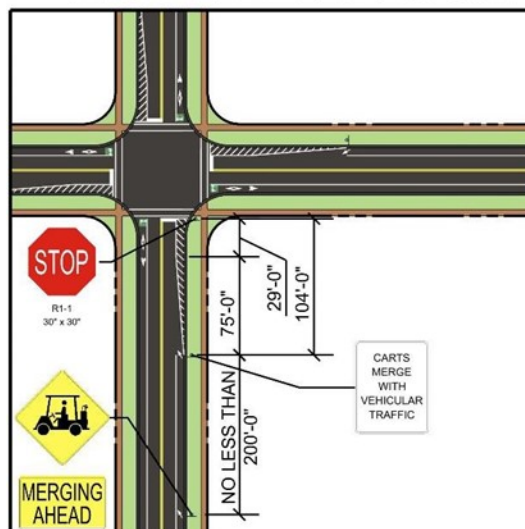 STOP
R1-1
30" x 30"
75'-0"
29'-0"
104'-0"
CARTS
MERGE
WITH
VEHICULAR
TRAFFIC
NO LESS THAN
200'-0"
MERGING
AHEAD